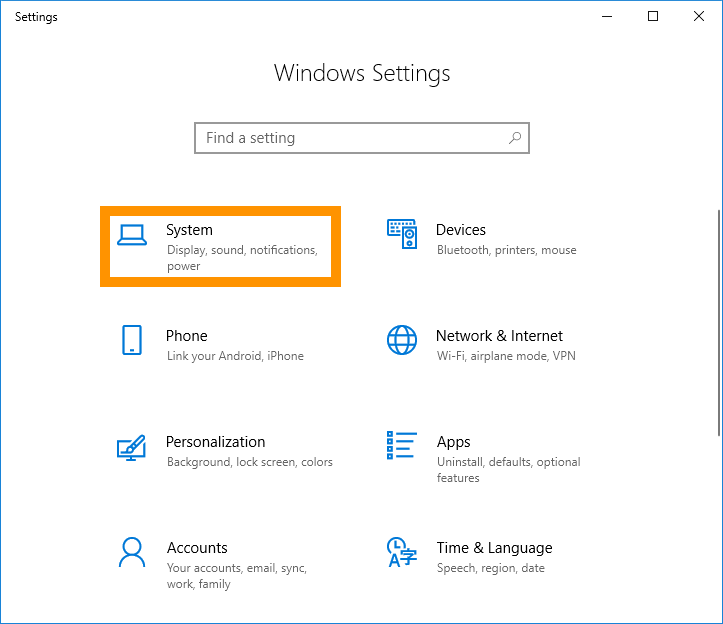 Settings
Windows Settings
Find a setting
System
Display, sound, notifications,
power
Devices
Bluetooth, printers, mouse
Phone
Link your Android, iPhone
Network & Internet
Wi-Fi, airplane mode, VPN
Personalization
Background, lock screen, colors
Apps
Uninstall, defaults, optional
features
Accounts
Your accounts, email, sync,
work, family
Time & Language
Speech, region, date